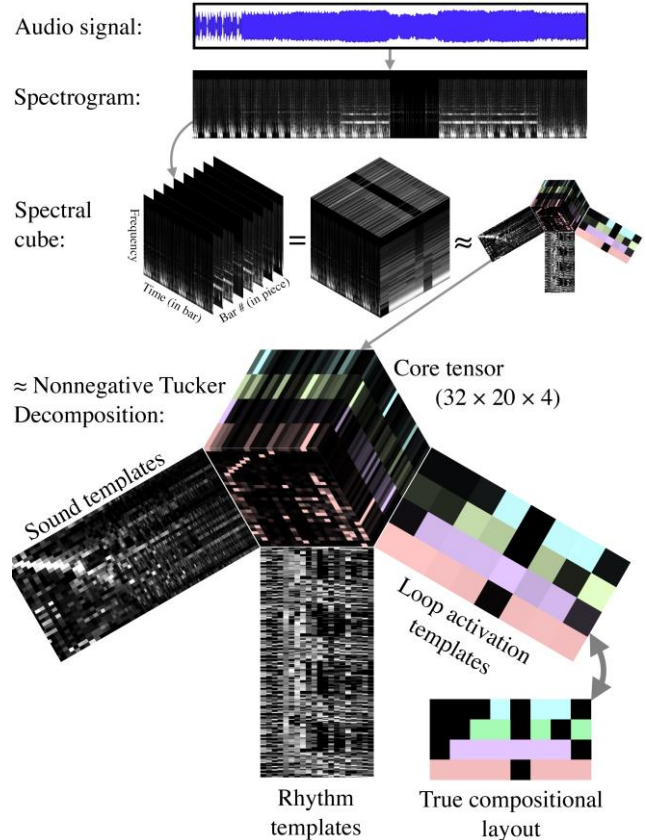 Audio signal:
Spectrogram:
Spectral
cube:
Frequency
Time (in bar)
Bar # (in piece)
=
≈
≈ Nonnegative Tucker
Decomposition:
Core tensor
(32 × 20 × 4)
Sound templates
Loop activation
templates
Rhythm
templates
True compositional
layout